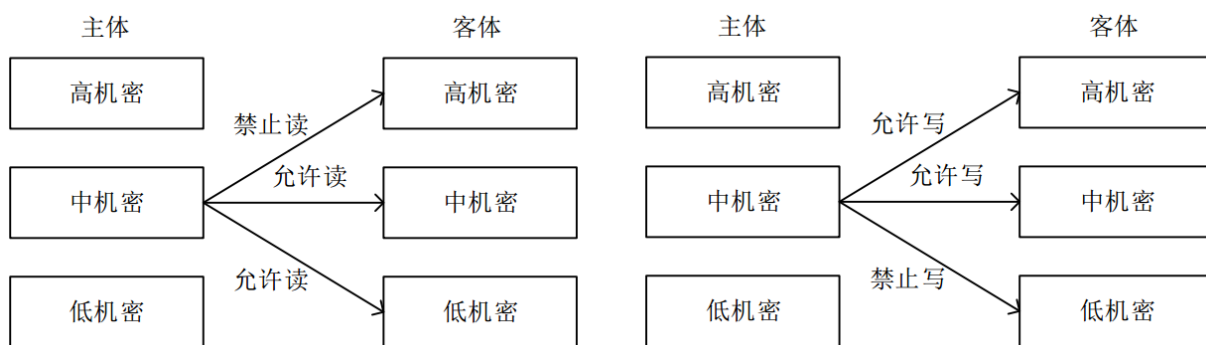 主体 客体 主体 客体
高机密 高机密 高机密 高机密
禁止读 允许写
允许读 允许写
中机密 中机密 中机密 中机密
允许读 禁止写
低机密 低机密 低机密 低机密